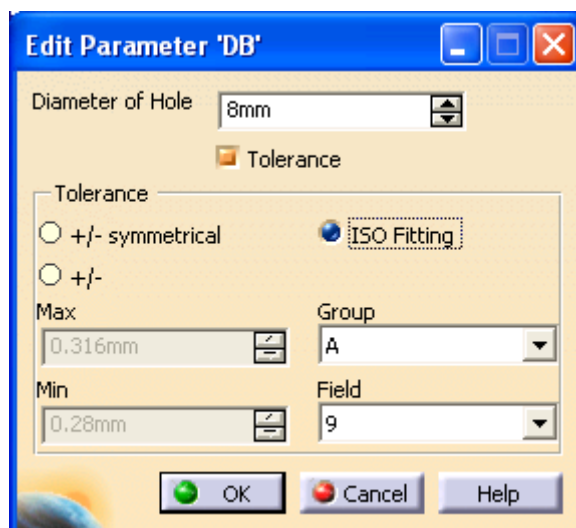 Edit Parameter 'DB'
Diameter of Hole 8mm
Tolerance
Tolerance
+/- symmetrical ISO Fitting
+/-
Max Group
0.316mm A
Min Field
0.28mm 9
OK Cancel Help